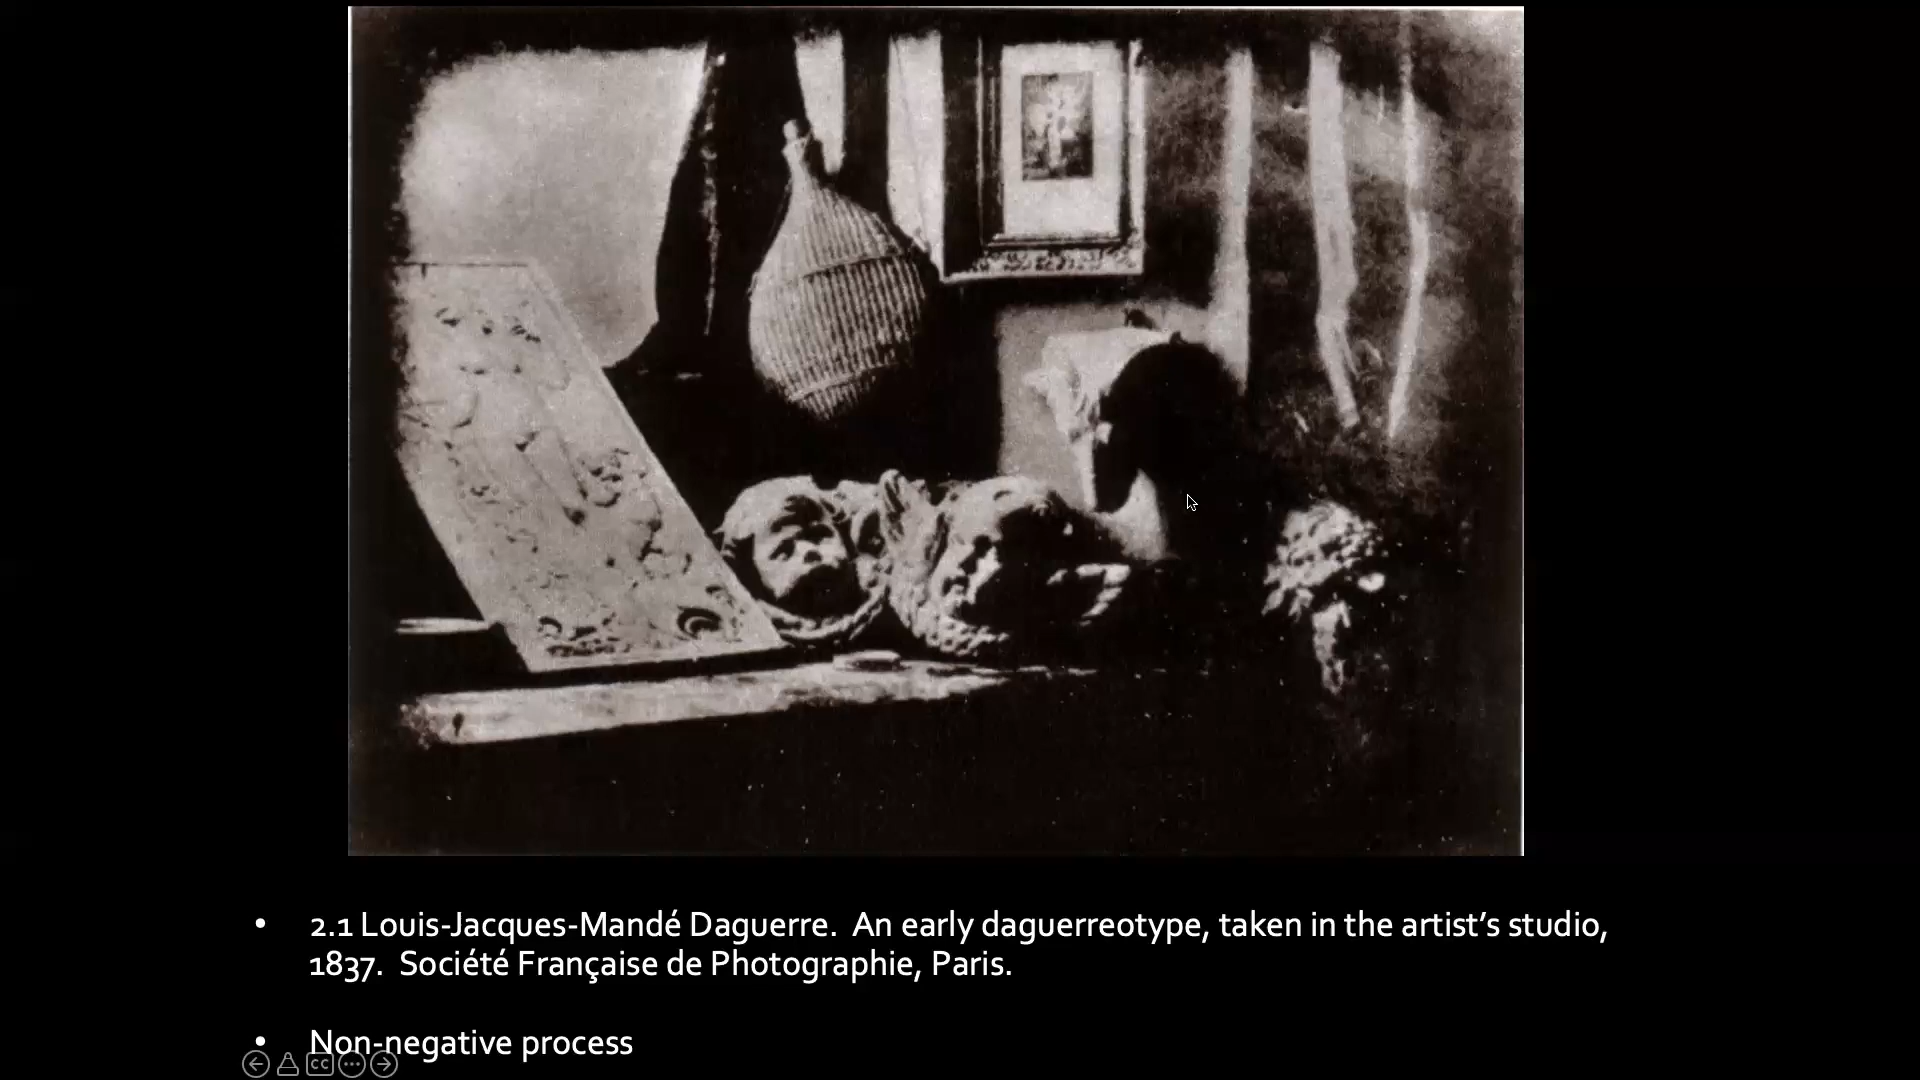 • 2.1 Louis-Jacques-Mandé Daguerre.  An early daguerreotype, taken in the artist’s studio,
1837.  Société Française de Photographie, Paris.
• Non-negative process
CC